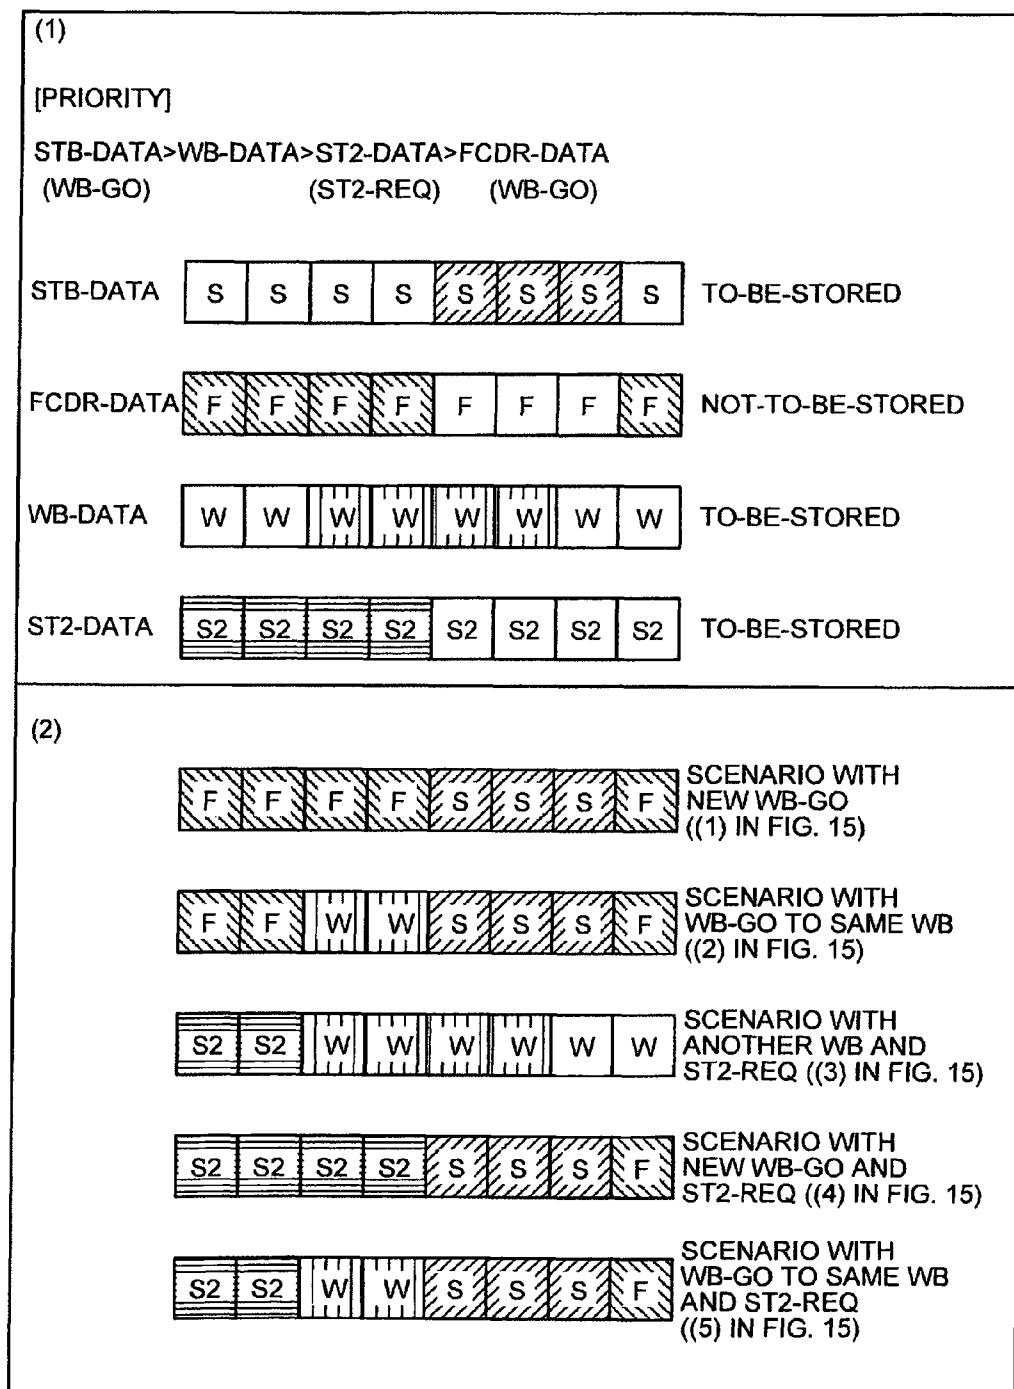 (1)
[PRIORITY]
STB-DATA>WB-DATA>ST2-DATA>FCDR-DATA
(WB-GO) (ST2-REQ) (WB-GO)
STB-DATA S S S S S S S S TO-BE-STORED
FCDR-DATA F F F F F F F F NOT-TO-BE-STORED
WB-DATA W W W W W W W W TO-BE-STORED
ST2-DATA S2 S2 S2 S2 S2 S2 S2 S2 TO-BE-STORED
(2)
F F F F S S S F
SCENARIO WITH
NEW WB-GO
((1) IN FIG. 15)
F F W W S S S F
SCENARIO WITH
WB-GO TO SAME WB
((2) IN FIG. 15)
S2 S2 W W W W W W
SCENARIO WITH
ANOTHER WB AND
ST2-REQ ((3) IN FIG. 15)
S2 S2 S2 S2 S S S F
SCENARIO WITH
NEW WB-GO AND
ST2-REQ ((4) IN FIG. 15)
S2 S2 W W S S S F
SCENARIO WITH
WB-GO TO SAME WB
AND ST2-REQ
((5) IN FIG. 15)